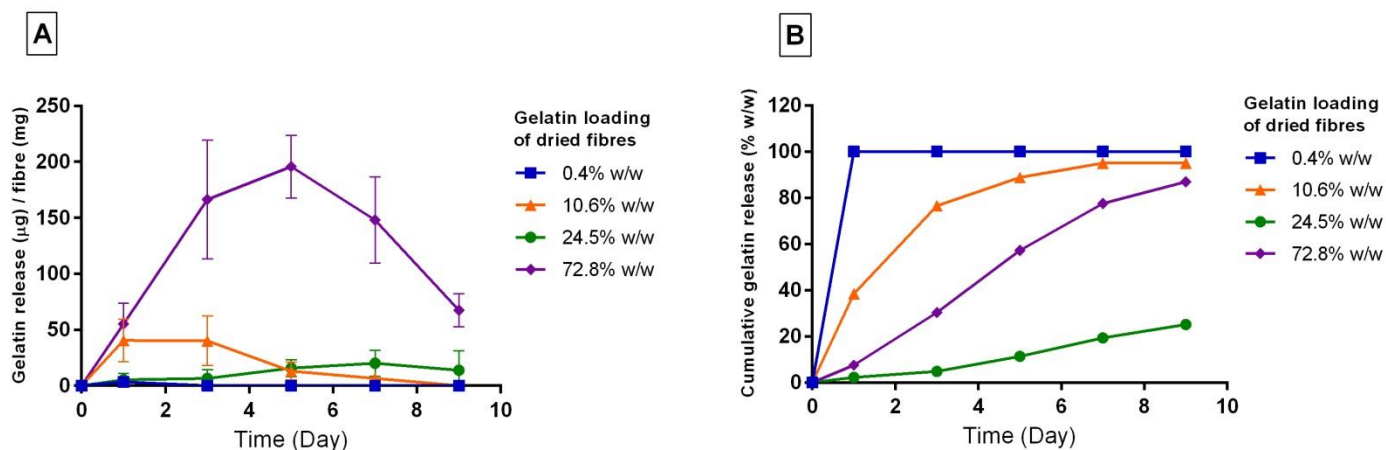 A
Gelatin release (µg) / fibre (mg)
250
200
150
100
50
0
0 2 4 6 8 10
Time (Day)
Gelatin loading
of dried fibres
0.4% w/w
10.6% w/w
24.5% w/w
72.8% w/w
B
Cumulative gelatin release (% w/w)
120
100
80
60
40
20
0
0 2 4 6 8 10
Time (Day)
Gelatin loading
of dried fibres
0.4% w/w
10.6% w/w
24.5% w/w
72.8% w/w